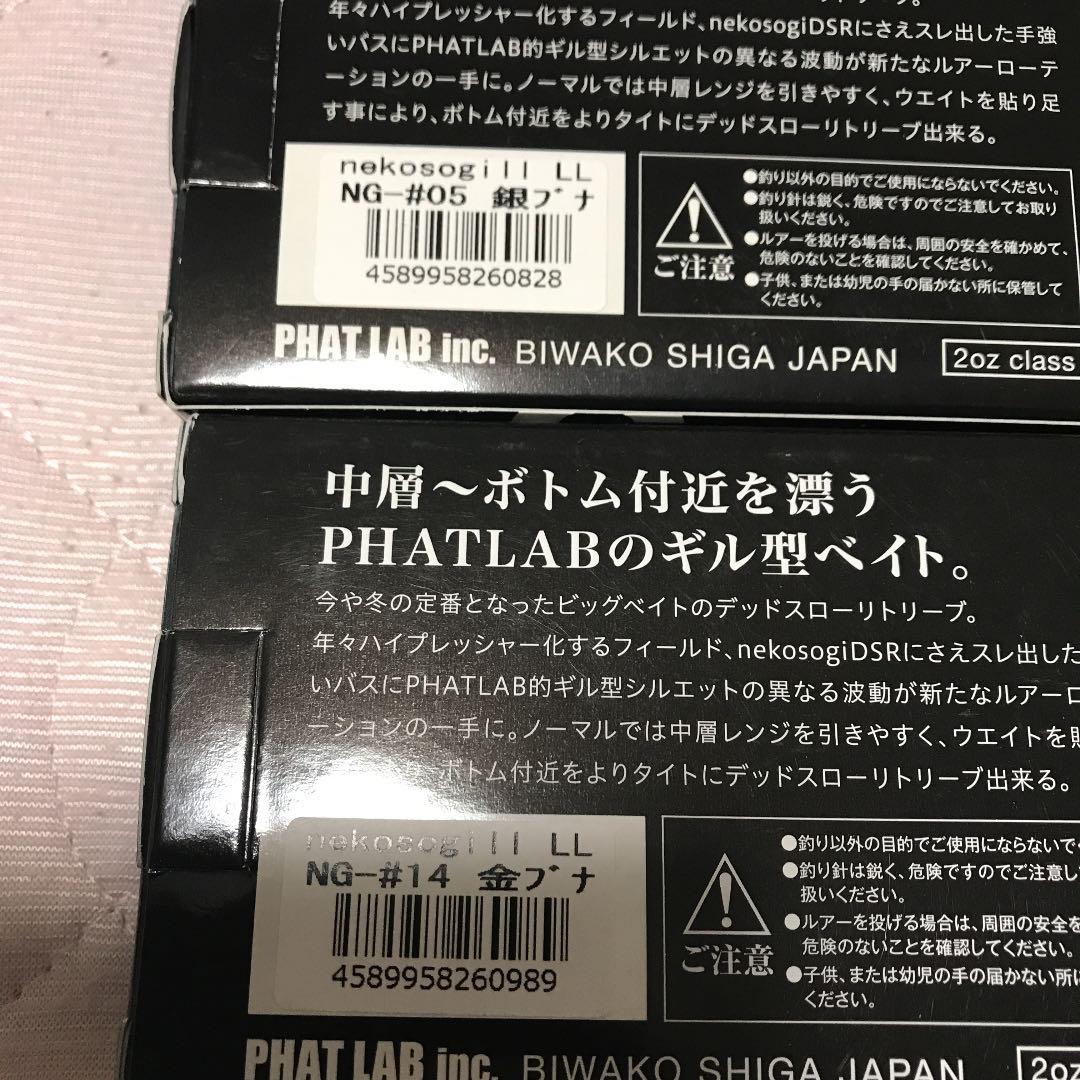 年々ハイプレッシャー化するフィールド、nekosogiDSRにさえスレ出した手強
いバスにPHATLAB的ギル型シルエットの異なる波動が新たなルアーローテ
ーションの一手に。ノーマルでは中層レンジを引きやすく、ウエイトを貼り足
す事により、ボトム付近をよりタイトにデッドスローリトリーブ出来る。
nekosogill LL
NG-#05 銀ブナ
4589958260828
ご注意
●釣り以外の目的でご使用にならないでください。
●釣り針は鋭く、危険ですのでご注意してお取り
扱いください。
●ルアーを投げる場合は、周囲の安全を確かめて、
危険のないことを確認してください。
●子供、または幼児の手の届かない所に保管して
ください。
PHAT LAB inc. BIWAKO SHIGA JAPAN
2oz class
中層～ボトム付近を漂う
PHATLABのギル型ベイト。
今や冬の定番となったビッグベイトのデッドスローリトリーブ。
年々ハイプレッシャー化するフィールド、nekosogiDSRにさえスレ出した
いバスにPHATLAB的ギル型シルエットの異なる波動が新たなルアーロ
ーションの一手に。ノーマルでは中層レンジを引きやすく、ウエイトを貼
ボトム付近をよりタイトにデッドスローリトリーブ出来る。
nekosogill LL
NG-#14 金ブナ
4589958260989
ご注意
●釣り以外の目的でご使用にならないで
●釣り針は鋭く、危険ですのでご注意し
扱いください。
●ルアーを投げる場合は、周囲の安全を
危険のないことを確認してください。
●子供、または幼児の手の届かない所に
ください。
PHAT LAB inc. BIWAKO SHIGA JAPAN
2oz